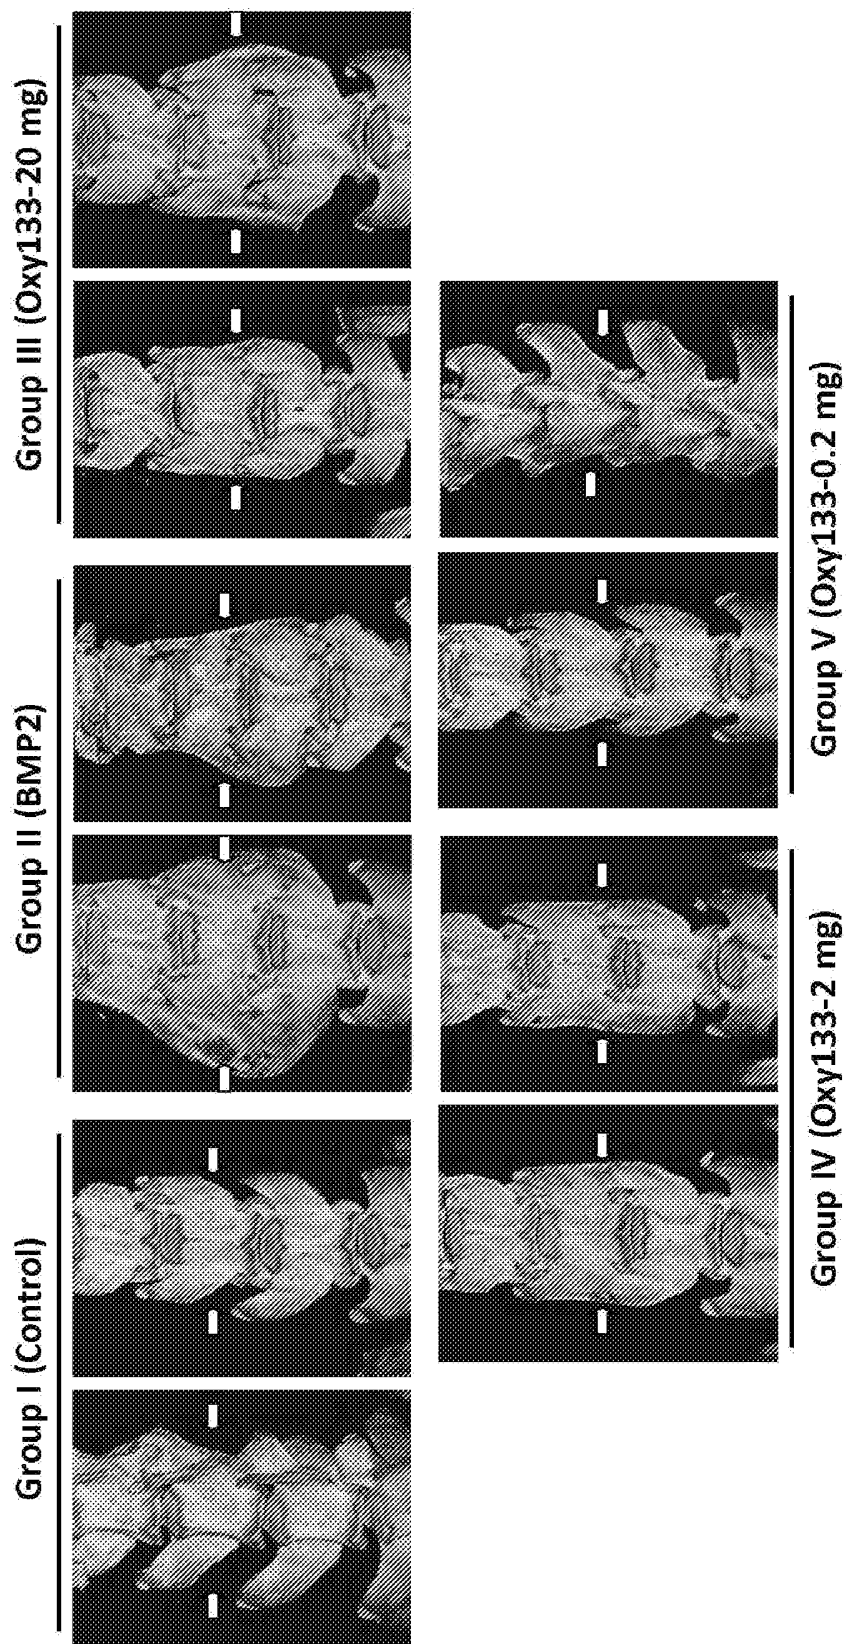 Group I (Control)
Group II (BMP2)
Group III (Oxy133-20 mg)
Group IV (Oxy133-2 mg)
Group V (Oxy133-0.2 mg)